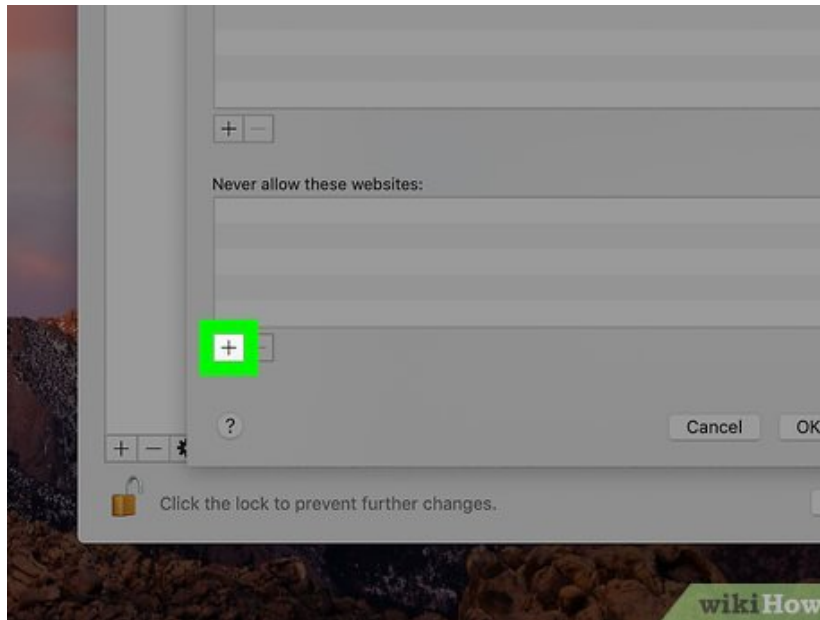 + −
Never allow these websites:
+ −
?
Cancel OK
+ −
Click the lock to prevent further changes.
wikiHow